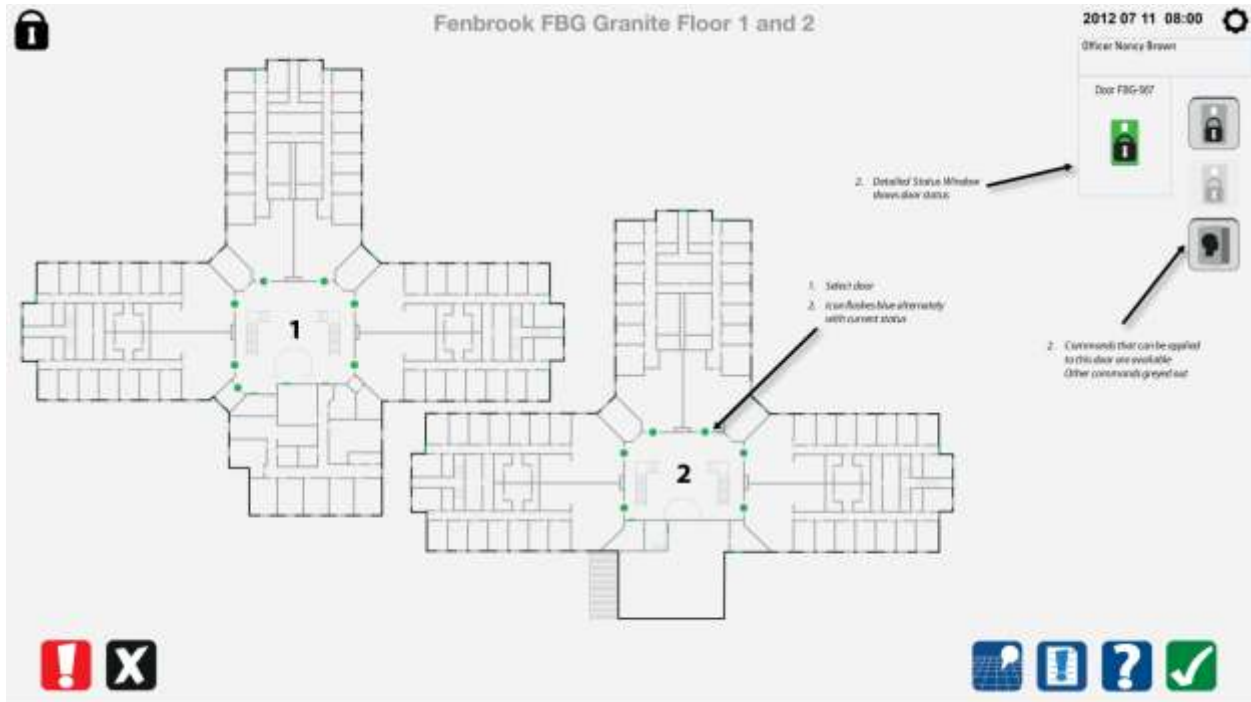 Fenbrook FBG Granite Floor 1 and 2
2012 07 11 08:00
Officer Nancy Brown
Door FBG-567
2. Detailed Status Window
shows door status
1. Select door
2. Icon flashes blue alternately
with current status
2. Commands that can be applied
to this door are available
Other commands greyed out
1
2